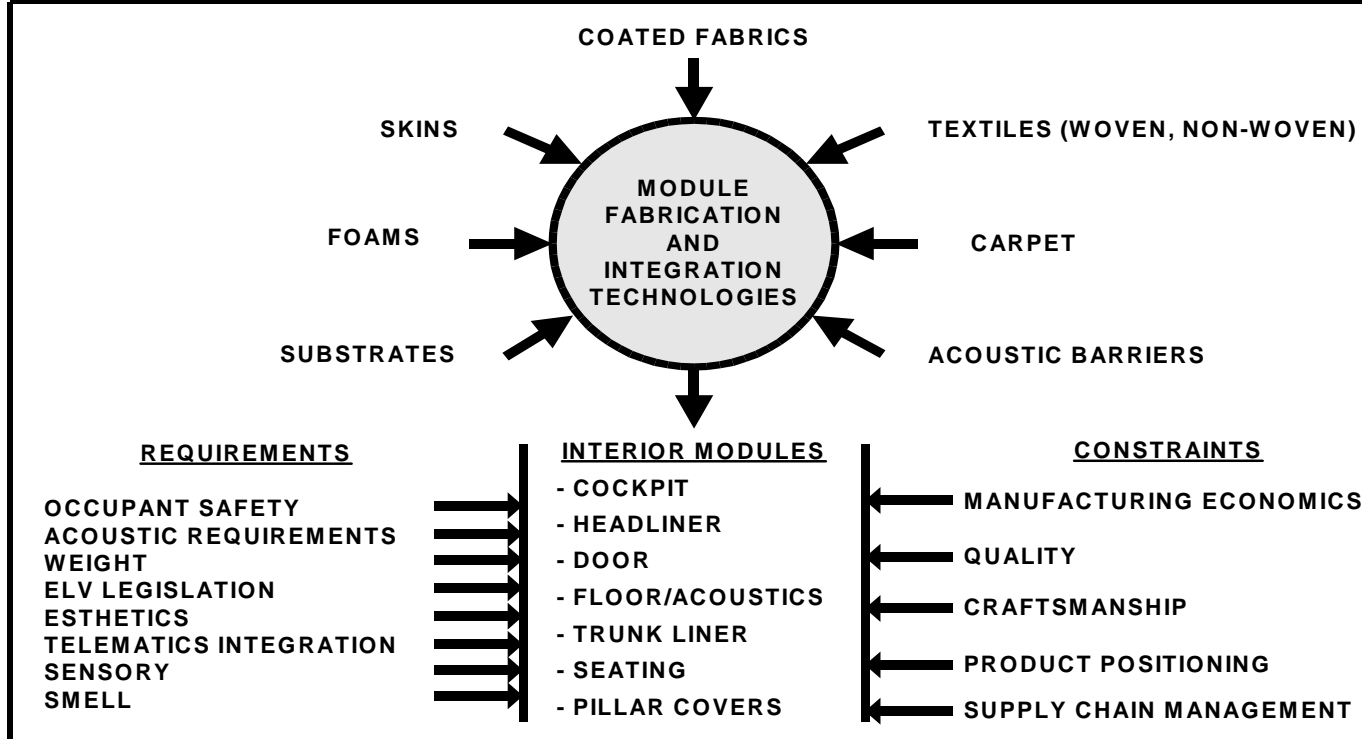 COATED FABRICS
SKINS
TEXTILES (WOVEN, NON-WOVEN)
MODULE
FABRICATION
AND
INTEGRATION
TECHNOLOGIES
FOAMS
CARPET
SUBSTRATES
ACOUSTIC BARRIERS
REQUIREMENTS
OCCUPANT SAFETY
ACOUSTIC REQUIREMENTS
WEIGHT
ELV LEGISLATION
ESTHETICS
TELEMATICS INTEGRATION
SENSORY
SMELL
INTERIOR MODULES
- COCKPIT
- HEADLINER
- DOOR
- FLOOR/ACOUSTICS
- TRUNK LINER
- SEATING
- PILLAR COVERS
CONSTRAINTS
MANUFACTURING ECONOMICS
QUALITY
CRAFTSMANSHIP
PRODUCT POSITIONING
SUPPLY CHAIN MANAGEMENT